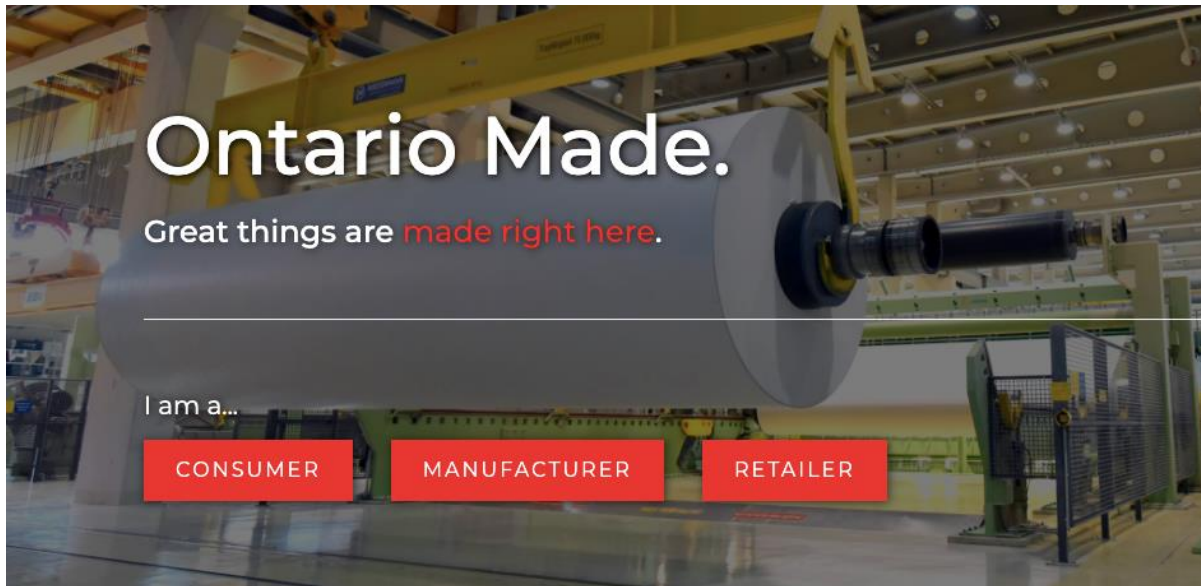 Ontario Made.
Great things are made right here.
I am a...
CONSUMER
MANUFACTURER
RETAILER